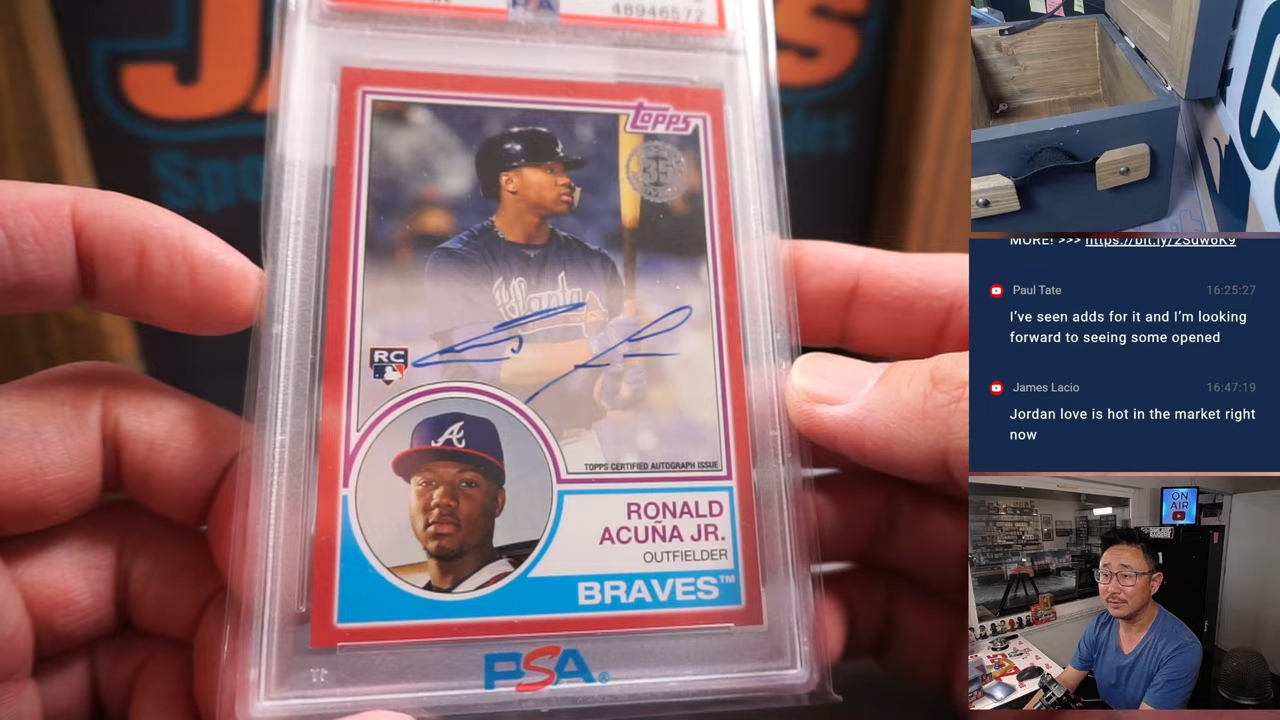 PSA
48946572
topps
35
Atlanta
RC
TOPPS CERTIFIED AUTOGRAPH ISSUE
RONALD
ACUÑA JR.
OUTFIELDER
BRAVES™
PSA®
MORE! >>> https://bit.ly/2Sdw6K9
Paul Tate 16:25:27
I've seen adds for it and I'm looking
forward to seeing some opened
James Lacio 16:47:19
Jordan love is hot in the market right
now
ON
AIR